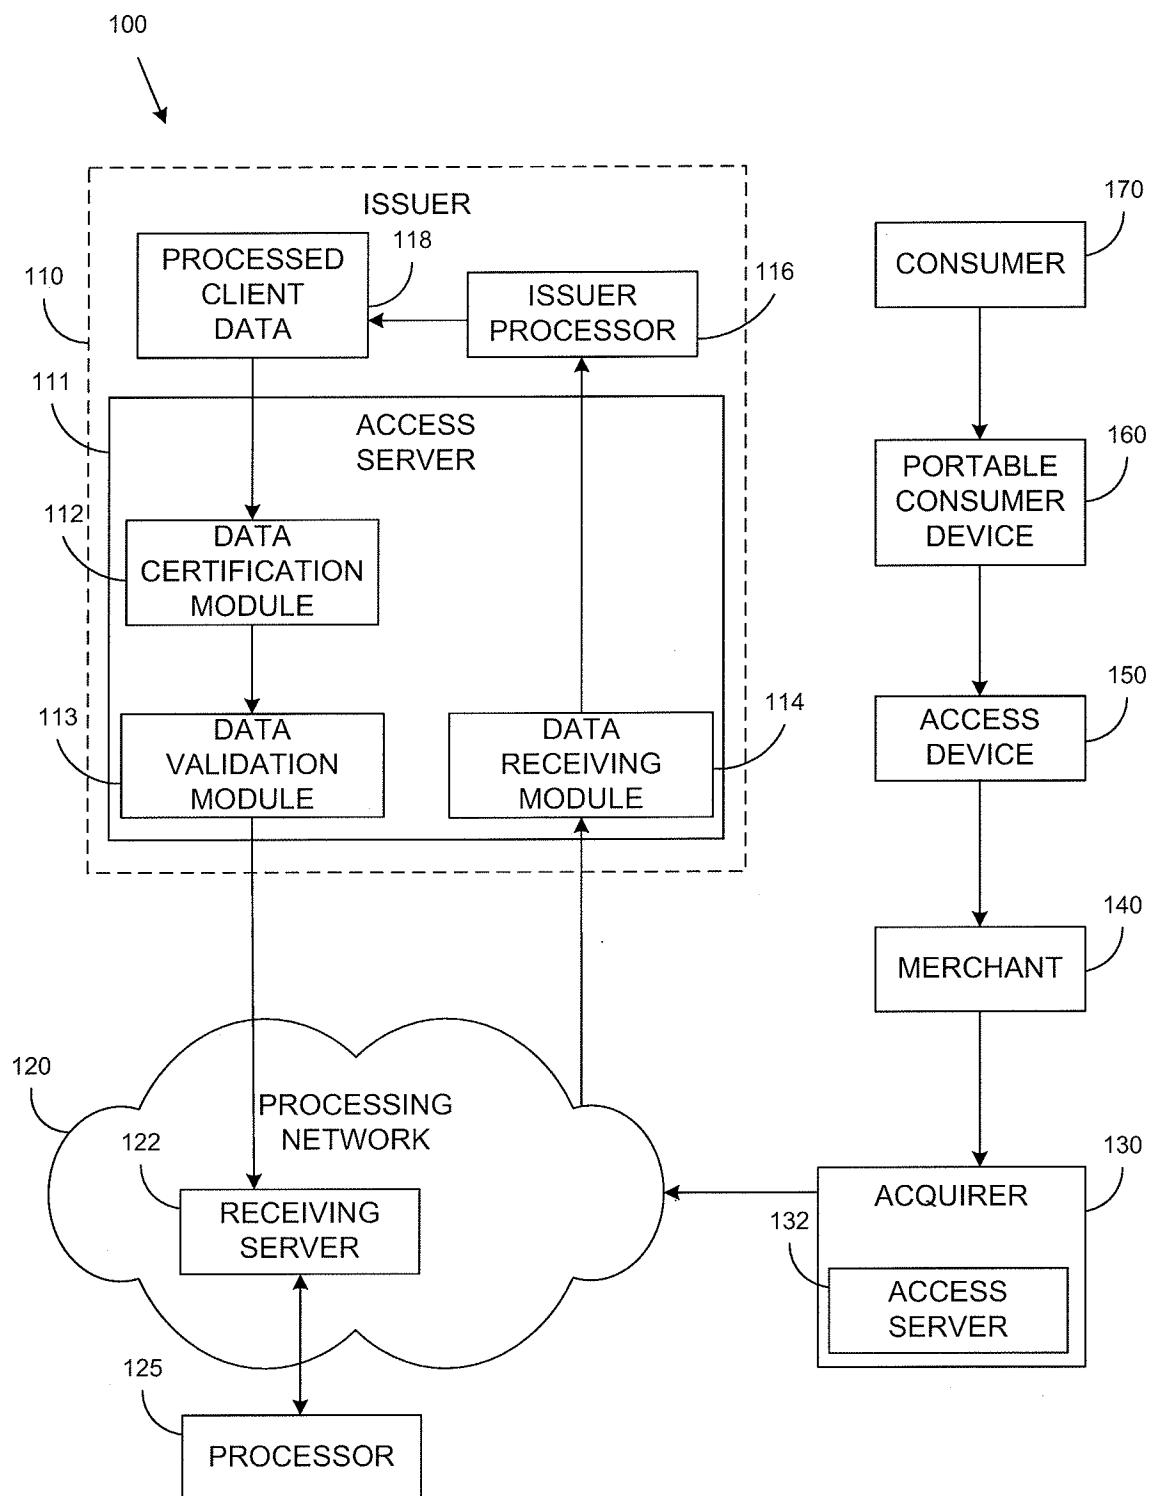 100
ISSUER
118
PROCESSED
CLIENT
DATA
110
116
ISSUER
PROCESSOR
111
ACCESS
SERVER
112
DATA
CERTIFICATION
MODULE
113
DATA
VALIDATION
MODULE
114
DATA
RECEIVING
MODULE
170
CONSUMER
160
PORTABLE
CONSUMER
DEVICE
150
ACCESS
DEVICE
140
MERCHANT
120
PROCESSING
NETWORK
122
RECEIVING
SERVER
130
ACQUIRER
132
ACCESS
SERVER
125
PROCESSOR